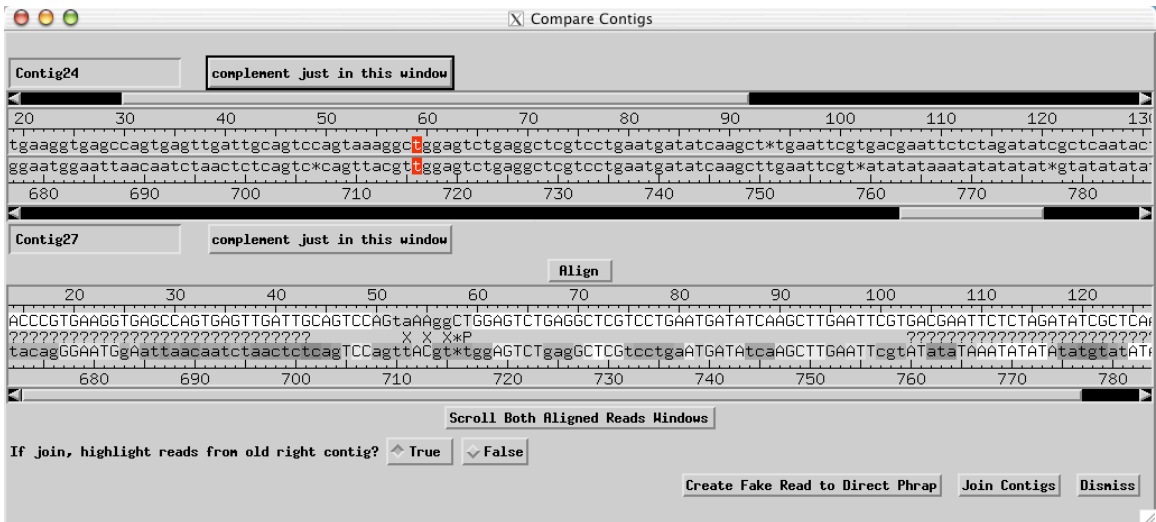 X Compare Contigs
Contig24 complement just in this window
20 30 40 50 60 70 80 90 100 110 120 130
tgaaggtgagccagtgagttgattgcagtccagtaaaggctggagtctgaggctcgtcctgaatgatatcaagct*tgaattcgtgacgaattctctagatatcgctcaatac
ggaatggaattaacaatctaactctcagtc*cagttacgttggagtctgaggctcgtcctgaatgatatcaagcttgaattcgt*atatataaatatatatat*gtatatata
680 690 700 710 720 730 740 750 760 770 780
Contig27 complement just in this window
Align
20 30 40 50 60 70 80 90 100 110 120
ACCCGTGAAGGTGAGCCAGTGAGTTGATTGCAGTCCAGtaAAggCTGGAGTCTGAGGCTCGTCCTGAATGATATCAAGCTTGAATTCGTGACGAATTCTCTAGATATCGCTCAA
?????????????????????????????? X X X*P ????????????????????????
tacagGGAATGgAattaacaatctaactctcagTCCagttACgt*tggAGTCTgagGCTCGtcctgaATGATAtcaAGCTTGAATTcgtATataTAAATATATAtatgtatATA
680 690 700 710 720 730 740 750 760 770 780
Scroll Both Aligned Reads Windows
If join, highlight reads from old right contig? True False
Create Fake Read to Direct Phrap Join Contigs Dismiss